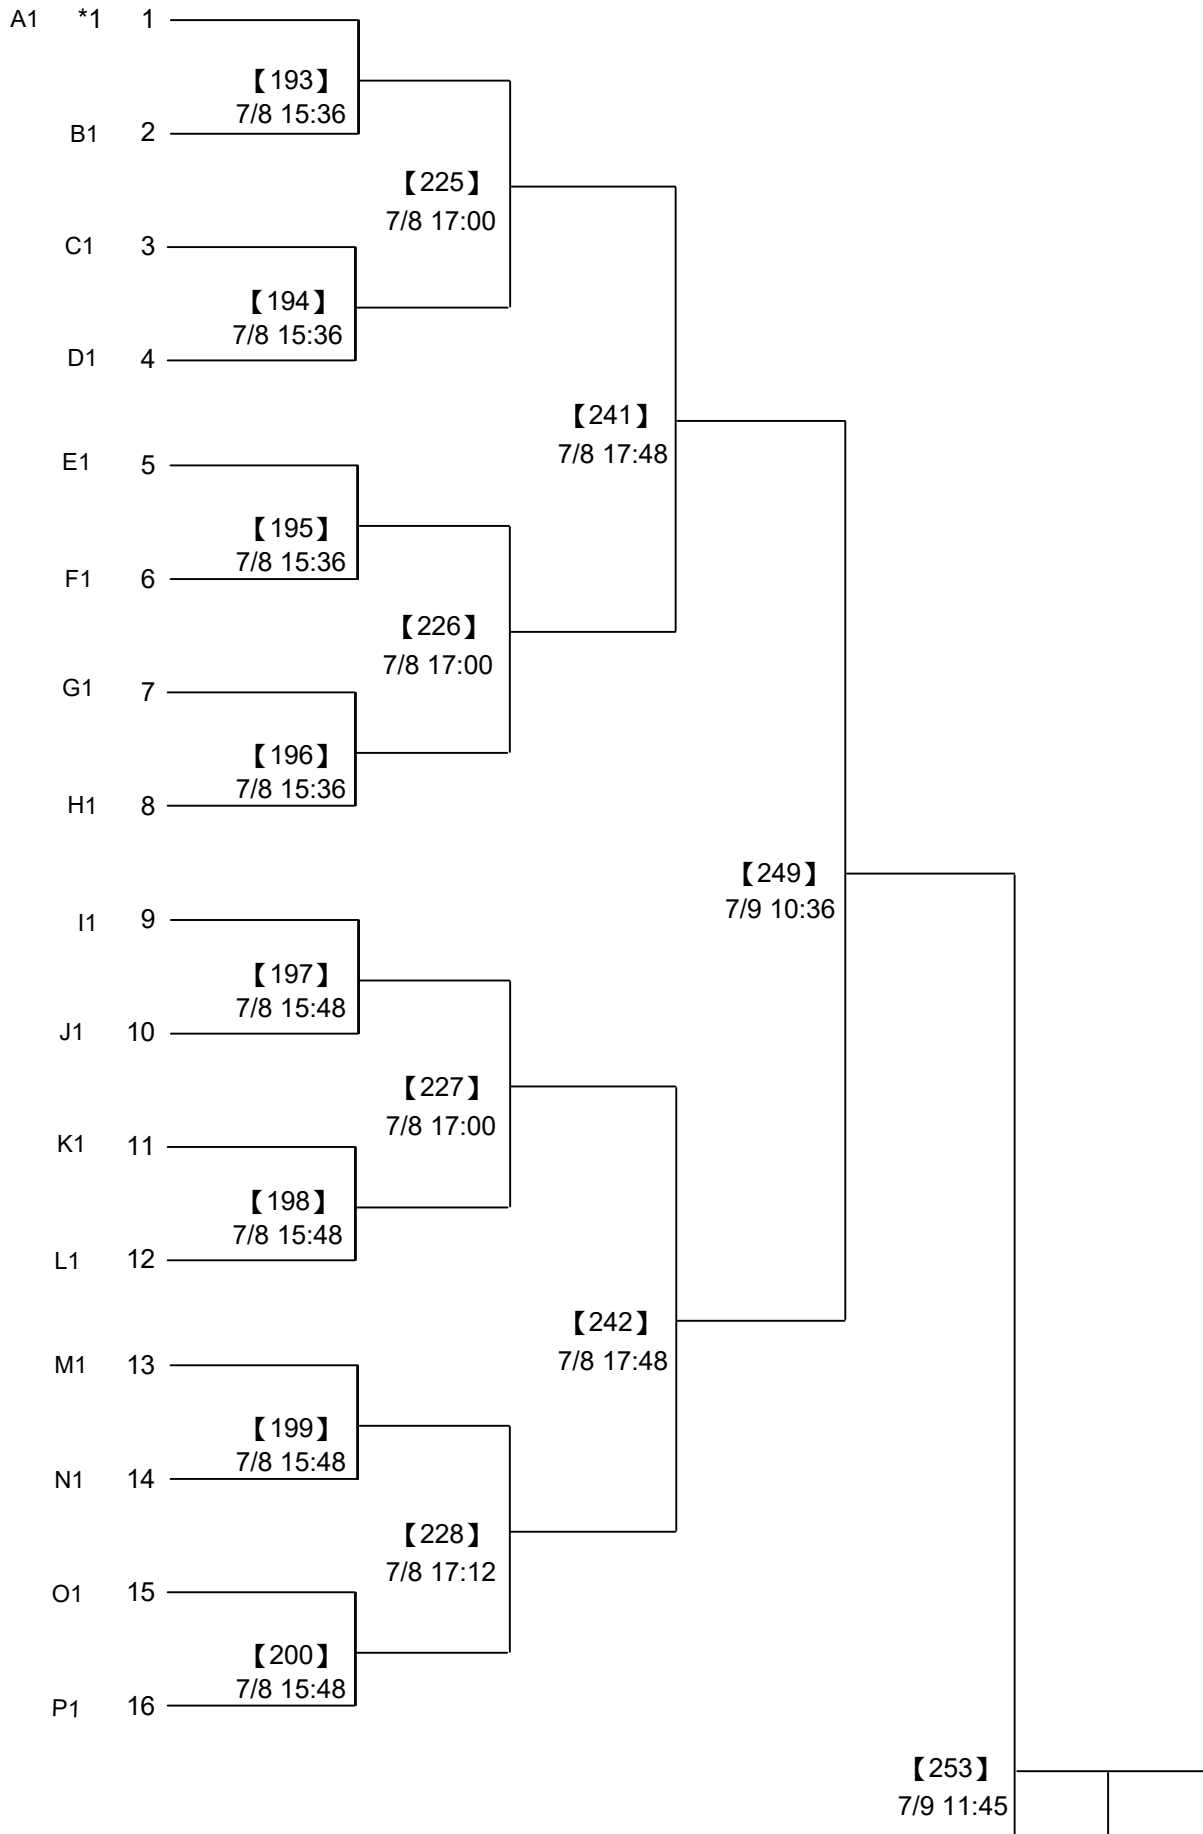 A1 *1 1
【193】
7/8 15:36
B1 2
【225】
7/8 17:00
C1 3
【194】
7/8 15:36
D1 4
【241】
7/8 17:48
E1 5
【195】
7/8 15:36
F1 6
【226】
7/8 17:00
G1 7
【196】
7/8 15:36
H1 8
【249】
7/9 10:36
I1 9
【197】
7/8 15:48
J1 10
【227】
7/8 17:00
K1 11
【198】
7/8 15:48
L1 12
【242】
7/8 17:48
M1 13
【199】
7/8 15:48
N1 14
【228】
7/8 17:12
O1 15
【200】
7/8 15:48
P1 16
【253】
7/9 11:45